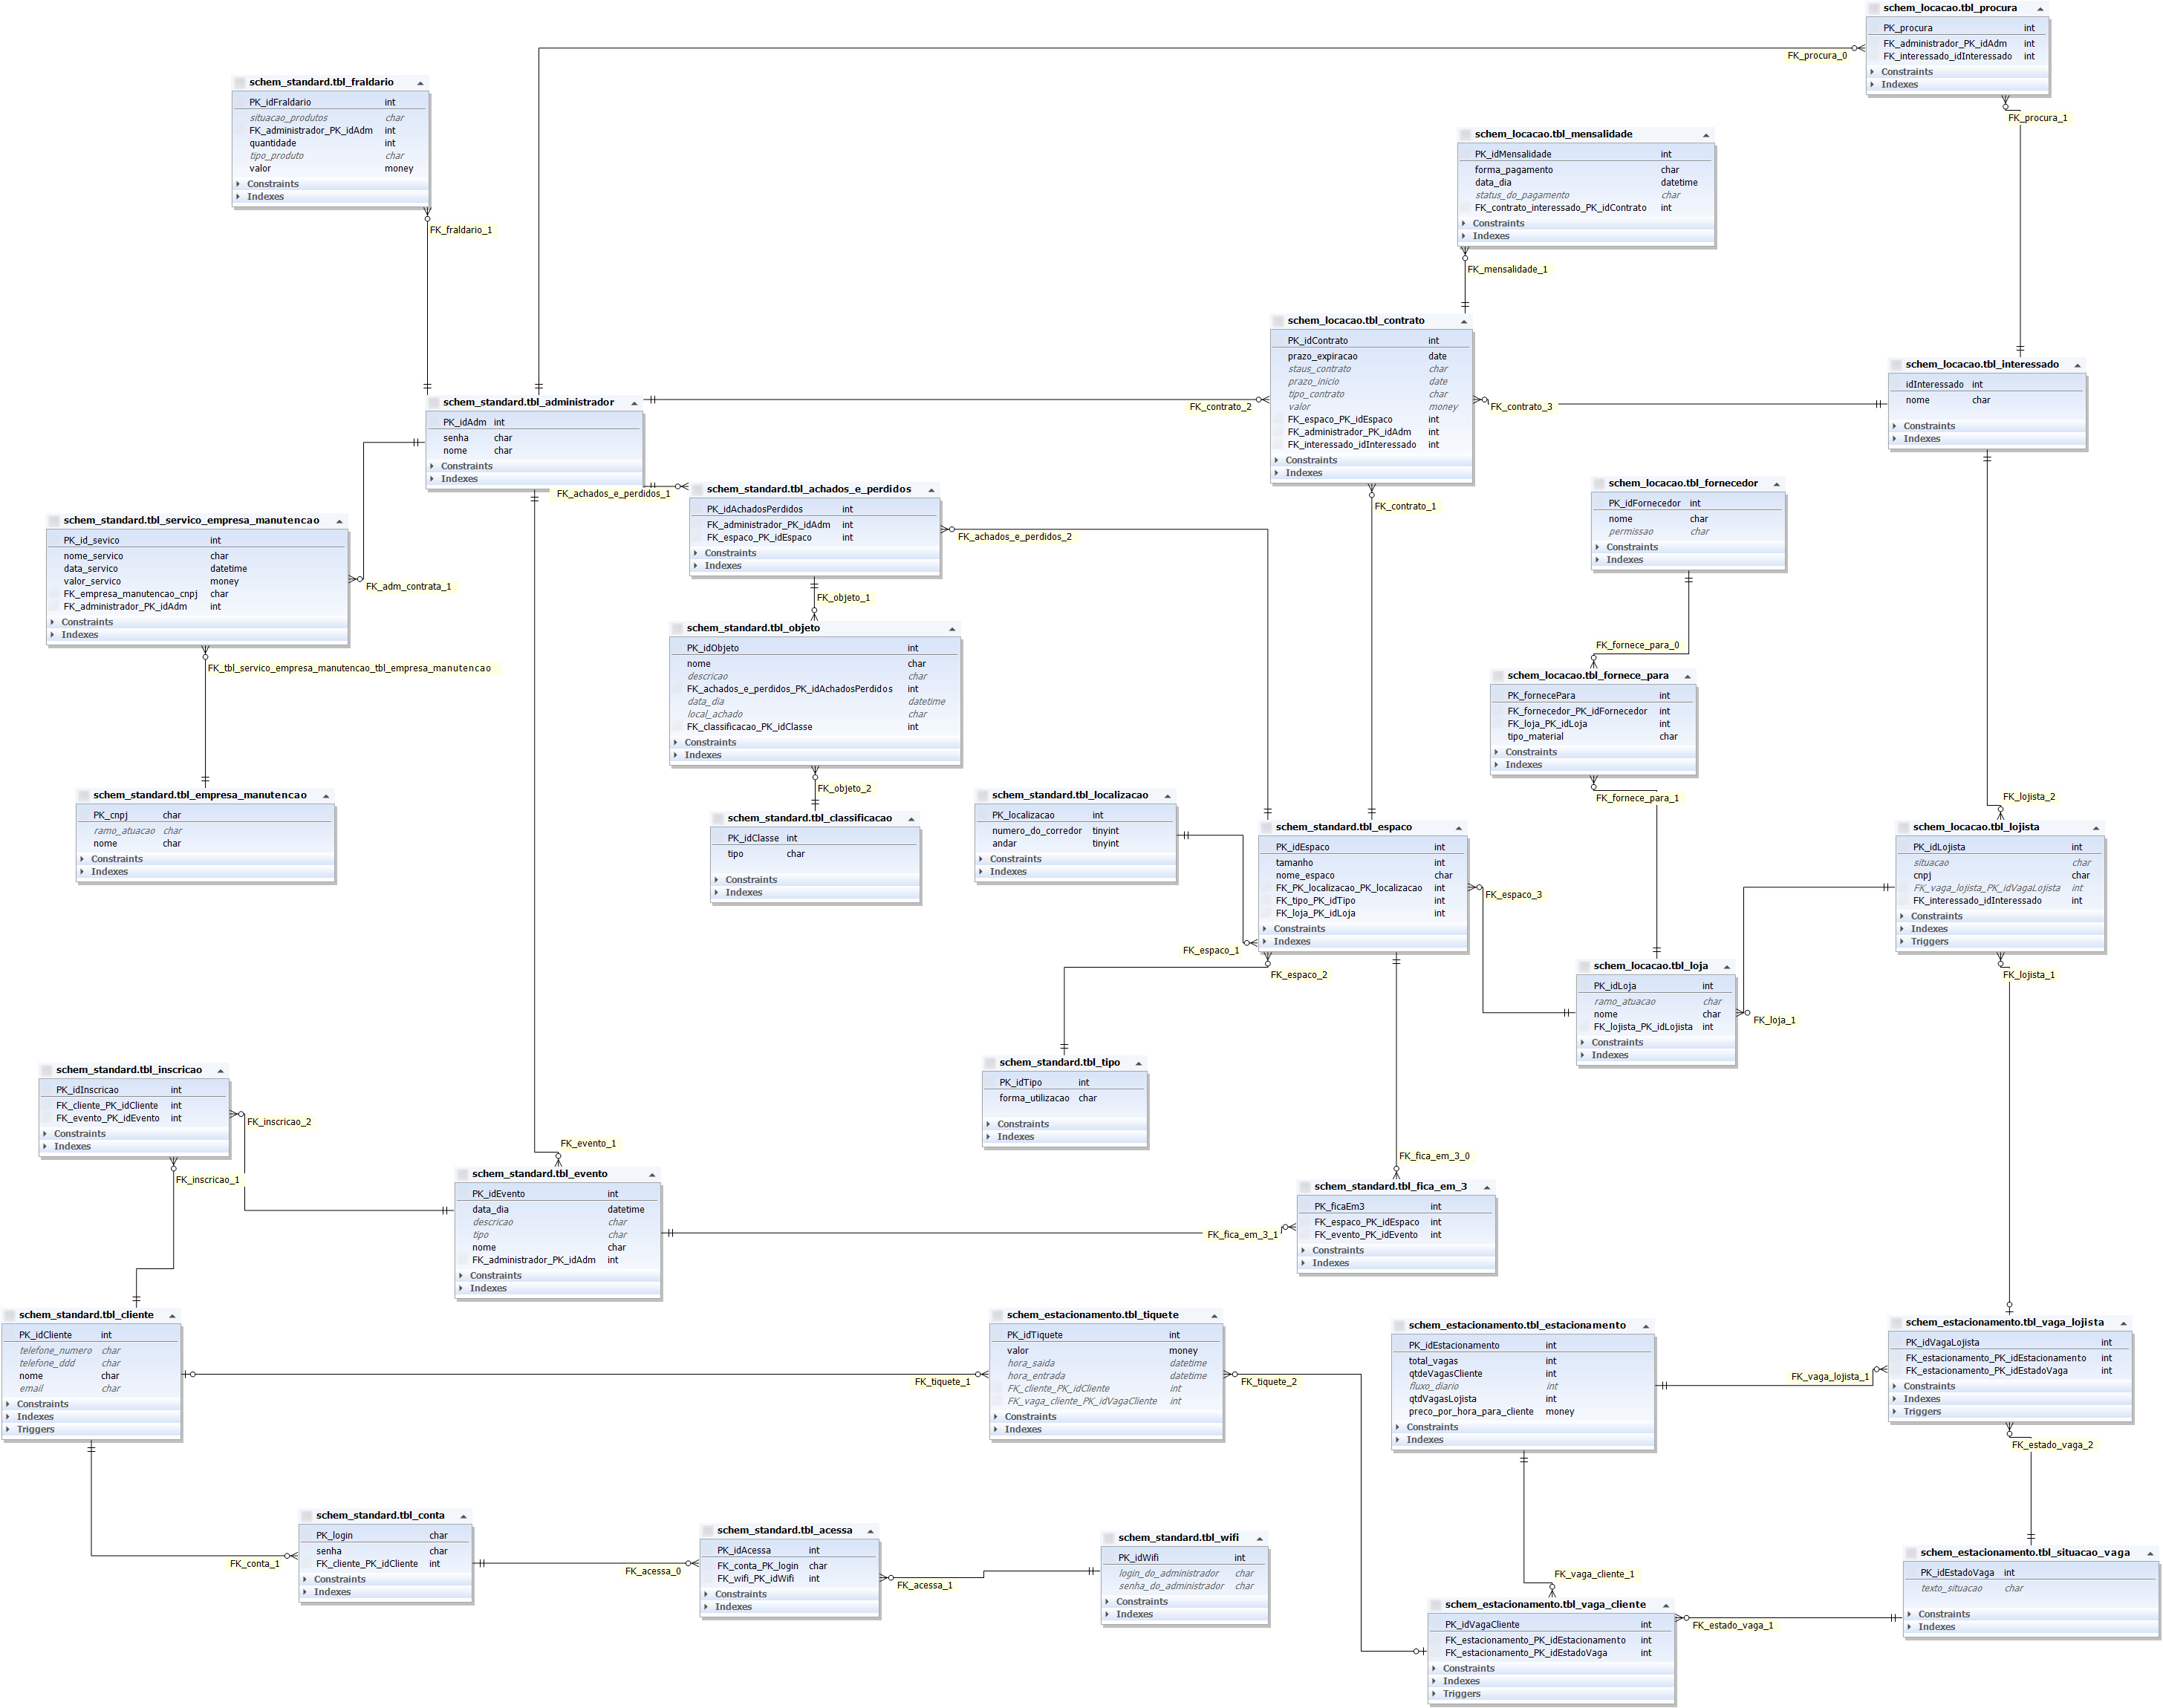 schem_locacao.tbl_procura
PK_procura int
FK_administrador_PK_idAdm int
FK_interessado_idInteressado int
Constraints
Indexes
FK_procura_0
FK_procura_1
schem_standard.tbl_fraldario
PK_idFraldario int
situacao_produtos char
FK_administrador_PK_idAdm int
quantidade int
tipo_produto char
valor money
Constraints
Indexes
FK_fraldario_1
schem_locacao.tbl_mensalidade
PK_idMensalidade int
forma_pagamento char
data_dia datetime
status_do_pagamento char
FK_contrato_interessado_PK_idContrato int
Constraints
Indexes
FK_mensalidade_1
schem_locacao.tbl_contrato
PK_idContrato int
prazo_expiracao date
staus_contrato char
prazo_inicio date
tipo_contrato char
valor money
FK_espaco_PK_idEspaco int
FK_administrador_PK_idAdm int
FK_interessado_idInteressado int
Constraints
Indexes
FK_contrato_2
FK_contrato_3
FK_contrato_1
schem_locacao.tbl_interessado
idInteressado int
nome char
Constraints
Indexes
schem_standard.tbl_administrador
PK_idAdm int
senha char
nome char
Constraints
Indexes
FK_achados_e_perdidos_1
schem_standard.tbl_achados_e_perdidos
PK_idAchadosPerdidos int
FK_administrador_PK_idAdm int
FK_espaco_PK_idEspaco int
Constraints
Indexes
FK_achados_e_perdidos_2
FK_objeto_1
schem_locacao.tbl_fornecedor
PK_idFornecedor int
nome char
permissao char
Constraints
Indexes
FK_fornece_para_0
schem_standard.tbl_servico_empresa_manutencao
PK_id_sevico int
nome_servico char
data_servico datetime
valor_servico money
FK_empresa_manutencao_cnpj char
FK_administrador_PK_idAdm int
Constraints
Indexes
FK_adm_contrata_1
FK_tbl_servico_empresa_manutencao_tbl_empresa_manutencao
schem_standard.tbl_objeto
PK_idObjeto int
nome char
descricao char
FK_achados_e_perdidos_PK_idAchadosPerdidos int
data_dia datetime
local_achado char
FK_classificacao_PK_idClasse int
Constraints
Indexes
FK_objeto_2
schem_locacao.tbl_fornece_para
PK_fornecePara int
FK_fornecedor_PK_idFornecedor int
FK_loja_PK_idLoja int
tipo_material char
Constraints
Indexes
FK_fornece_para_1
FK_lojista_2
schem_standard.tbl_empresa_manutencao
PK_cnpj char
ramo_atuacao char
nome char
Constraints
Indexes
schem_standard.tbl_classificacao
PK_idClasse int
tipo char
Constraints
Indexes
schem_standard.tbl_localizacao
PK_localizacao int
numero_do_corredor tinyint
andar tinyint
Constraints
Indexes
schem_standard.tbl_espaco
PK_idEspaco int
tamanho int
nome_espaco char
FK_PK_localizacao_PK_localizacao int
FK_tipo_PK_idTipo int
FK_loja_PK_idLoja int
Constraints
Indexes
FK_espaco_1
FK_espaco_2
FK_espaco_3
schem_locacao.tbl_lojista
PK_idLojista int
situacao char
cnpj char
FK_vaga_lojista_PK_idVagaLojista int
FK_interessado_idInteressado int
Constraints
Indexes
Triggers
FK_lojista_1
schem_locacao.tbl_loja
PK_idLoja int
ramo_atuacao char
nome char
FK_lojista_PK_idLojista int
Constraints
Indexes
FK_loja_1
schem_standard.tbl_tipo
PK_idTipo int
forma_utilizacao char
Constraints
Indexes
schem_standard.tbl_inscricao
PK_idInscricao int
FK_cliente_PK_idCliente int
FK_evento_PK_idEvento int
Constraints
Indexes
FK_inscricao_2
FK_inscricao_1
FK_evento_1
schem_standard.tbl_evento
PK_idEvento int
data_dia datetime
descricao char
tipo char
nome char
FK_administrador_PK_idAdm int
Constraints
Indexes
FK_fica_em_3_0
schem_standard.tbl_fica_em_3
PK_ficaEm3 int
FK_espaco_PK_idEspaco int
FK_evento_PK_idEvento int
Constraints
Indexes
FK_fica_em_3_1
schem_standard.tbl_cliente
PK_idCliente int
telefone_numero char
telefone_ddd char
nome char
email char
Constraints
Indexes
Triggers
schem_estacionamento.tbl_tiquete
PK_idTiquete int
valor money
hora_saida datetime
hora_entrada datetime
FK_cliente_PK_idCliente int
FK_vaga_cliente_PK_idVagaCliente int
Constraints
Indexes
FK_tiquete_1
FK_tiquete_2
schem_estacionamento.tbl_estacionamento
PK_idEstacionamento int
total_vagas int
qtdeVagasCliente int
fluxo_diario int
qtdVagasLojista int
preco_por_hora_para_cliente money
Constraints
Indexes
FK_vaga_lojista_1
schem_estacionamento.tbl_vaga_lojista
PK_idVagaLojista int
FK_estacionamento_PK_idEstacionamento int
FK_estacionamento_PK_idEstadoVaga int
Constraints
Indexes
Triggers
FK_estado_vaga_2
schem_standard.tbl_conta
PK_login char
senha char
FK_cliente_PK_idCliente int
Constraints
Indexes
FK_conta_1
FK_acessa_0
schem_standard.tbl_acessa
PK_idAcessa int
FK_conta_PK_login char
FK_wifi_PK_idWifi int
Constraints
Indexes
FK_acessa_1
schem_standard.tbl_wifi
PK_idWifi int
login_do_administrador char
senha_do_administrador char
Constraints
Indexes
FK_vaga_cliente_1
schem_estacionamento.tbl_situacao_vaga
PK_idEstadoVaga int
texto_situacao char
Constraints
Indexes
schem_estacionamento.tbl_vaga_cliente
PK_idVagaCliente int
FK_estacionamento_PK_idEstacionamento int
FK_estacionamento_PK_idEstadoVaga int
Constraints
Indexes
Triggers
FK_estado_vaga_1